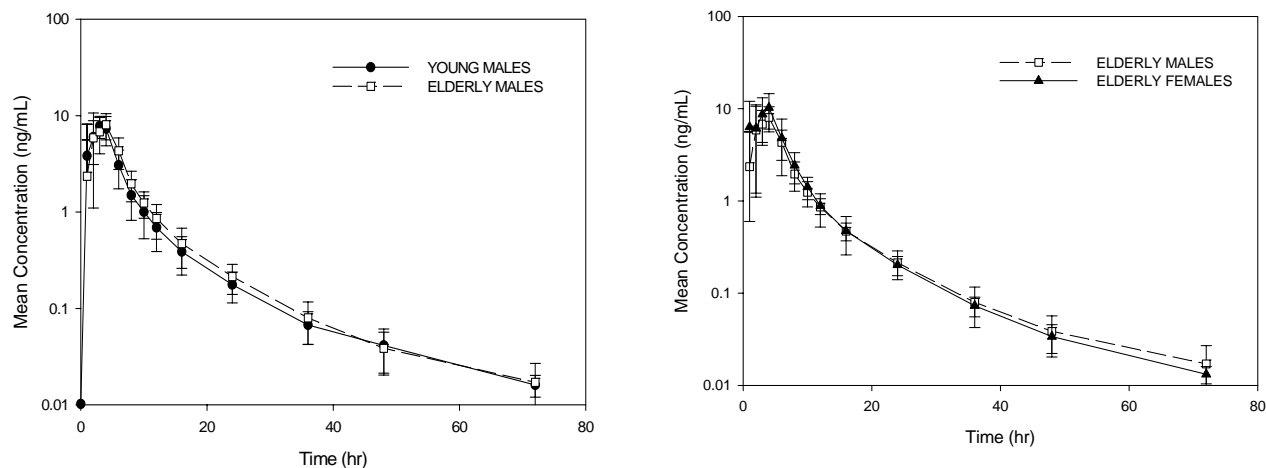 100
10
1
0.1
0.01
0
20
40
60
80
Mean Concentration (ng/mL)
Time (hr)
YOUNG MALES
ELDERLY MALES
100
10
1
0.1
0.01
0
20
40
60
80
Mean Concentration (ng/mL)
Time (hr)
ELDERLY MALES
ELDERLY FEMALES